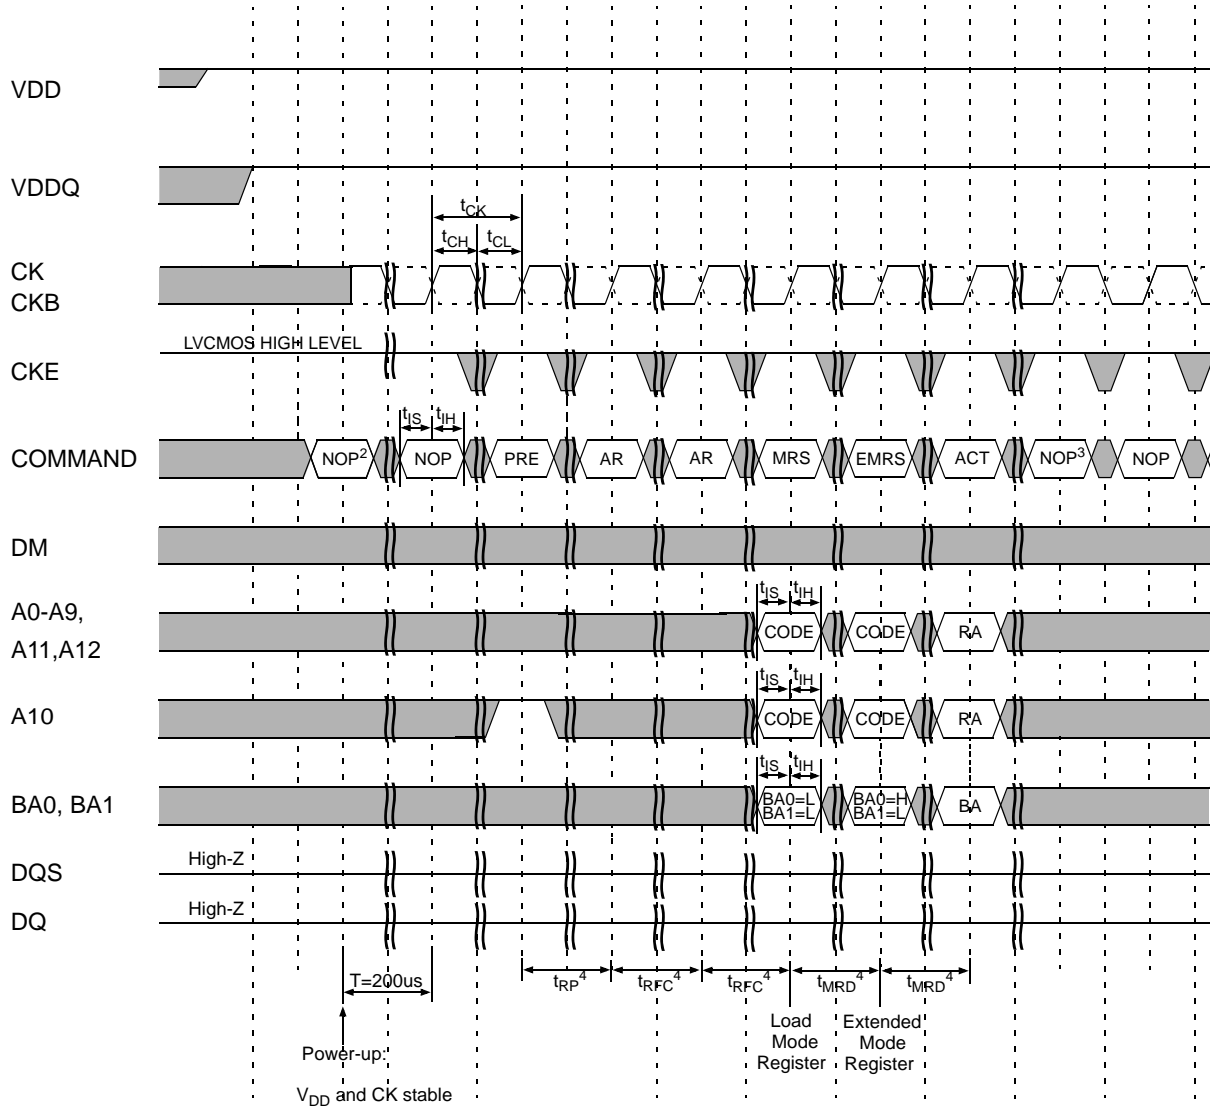 VDD
VDDQ
tCK
tCH tCL
CK
CKB
LVCMOS HIGH LEVEL
CKE
tIS tIH
COMMAND NOP2 NOP PRE AR AR MRS EMRS ACT NOP3 NOP
DM
A0-A9,
A11,A12
tIS tIH
CODE CODE RA
tIS tIH
A10 CODE CODE RA
tIS tIH
BA0, BA1 BA0=L BA0=H BA
BA1=L BA1=L
DQS High-Z
DQ High-Z
T=200us tRP4 tRFC4 tRFC4 tMRD4 tMRD4
Load
Mode
Register
Extended
Mode
Register
Power-up:
VDD and CK stable